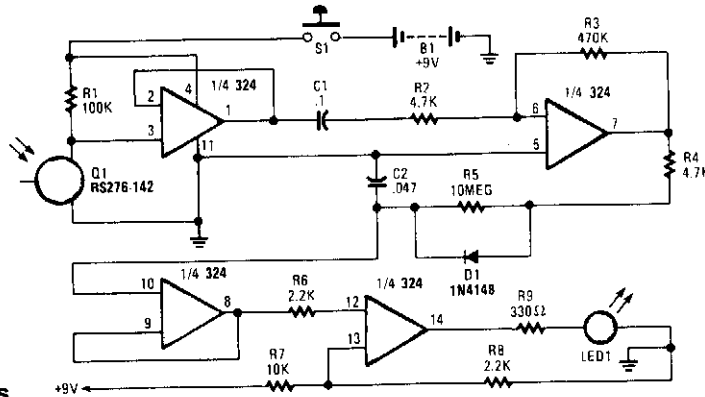 S1
B1
+9V
R1
100K
2
3
4
11
1/4 324
1
C1
.1
R2
4.7K
R3
470K
1/4 324
6
5
7
R4
4.7K
Q1
RS276-142
C2
.047
R5
10MEG
D1
1N4148
1/4 324
10
9
8
R6
2.2K
1/4 324
12
13
14
R9
330Ω
LED1
R7
10K
R8
2.2K
+9V
s